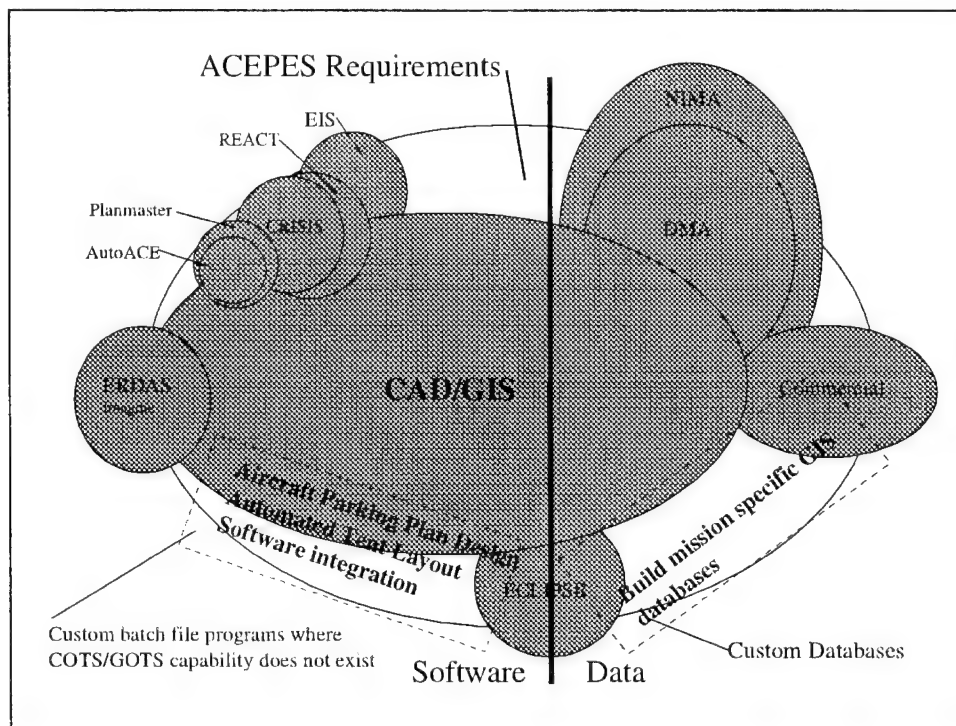 ACEPES Requirements
NIMA
EIS
REACT
Planmaster
CRISIS
DMA
AutoACE
ERDAS
Imagine
CAD/GIS
Commercial
Aircraft Parking Plan Design
Automated Tent Layout
Software integration
Build mission specific GIS
databases
Custom batch file programs where
COTS/GOTS capability does not exist
Custom Databases
Software
Data